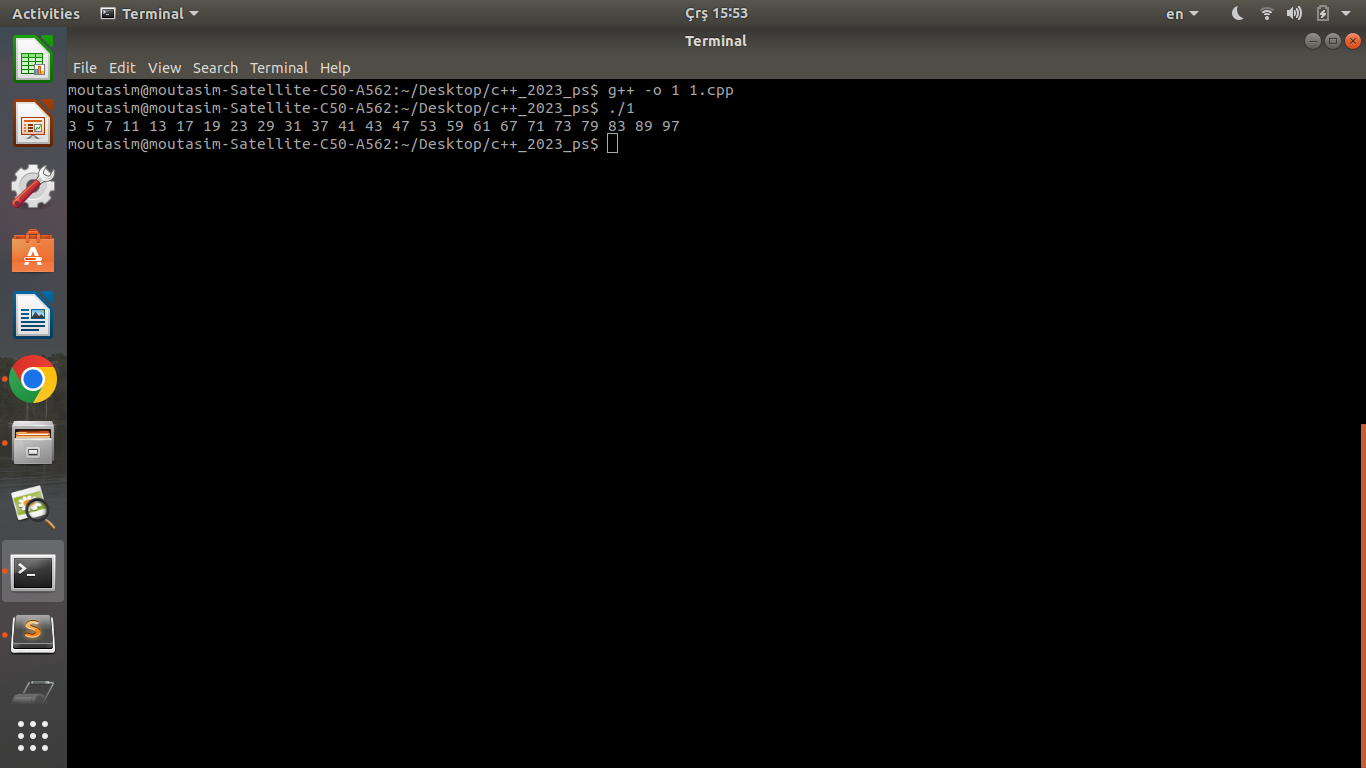 Activities Terminal Çrş 15:53 en
Terminal
File Edit View Search Terminal Help
moutasim@moutasim-Satellite-C50-A562:~/Desktop/c++_2023_ps$ g++ -o 1 1.cpp
moutasim@moutasim-Satellite-C50-A562:~/Desktop/c++_2023_ps$ ./1
3 5 7 11 13 17 19 23 29 31 37 41 43 47 53 59 61 67 71 73 79 83 89 97
moutasim@moutasim-Satellite-C50-A562:~/Desktop/c++_2023_ps$